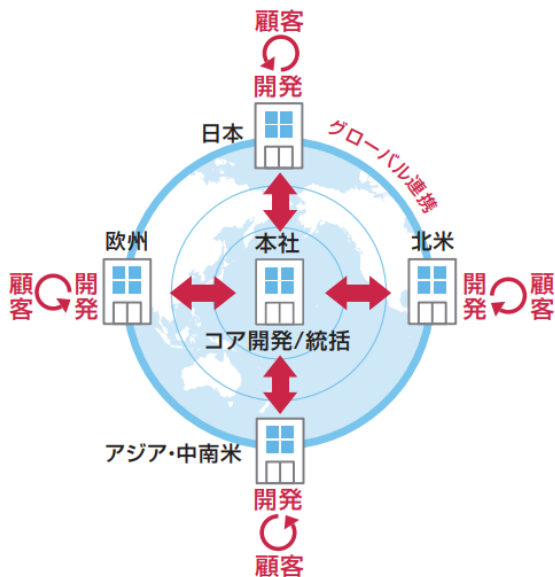 顧客
開発
日本
グローバル連携
欧州
本社
北米
顧客
開発
開発
顧客
コア開発/統括
アジア・中南米
開発
顧客